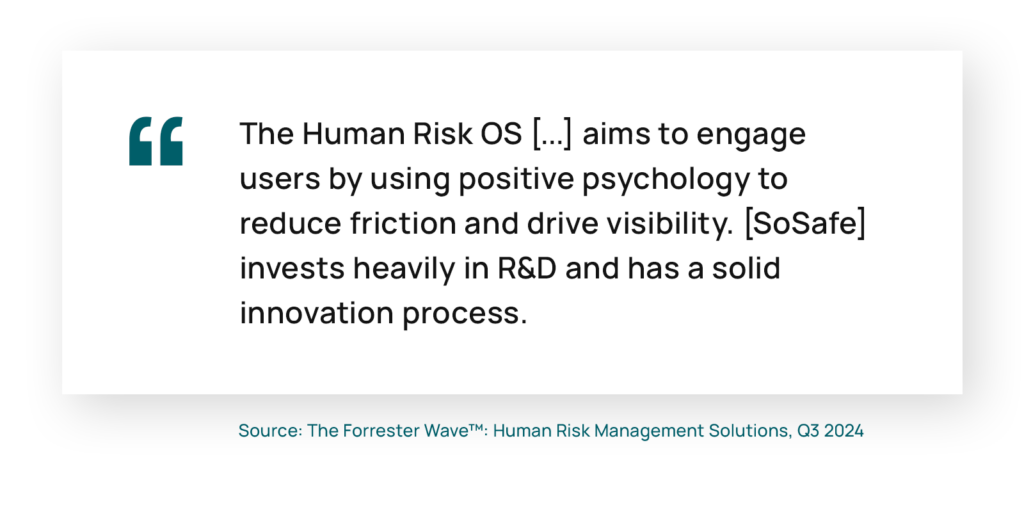 “
The Human Risk OS [...] aims to engage
users by using positive psychology to
reduce friction and drive visibility. [SoSafe]
invests heavily in R&D and has a solid
innovation process.
Source: The Forrester Wave™: Human Risk Management Solutions, Q3 2024